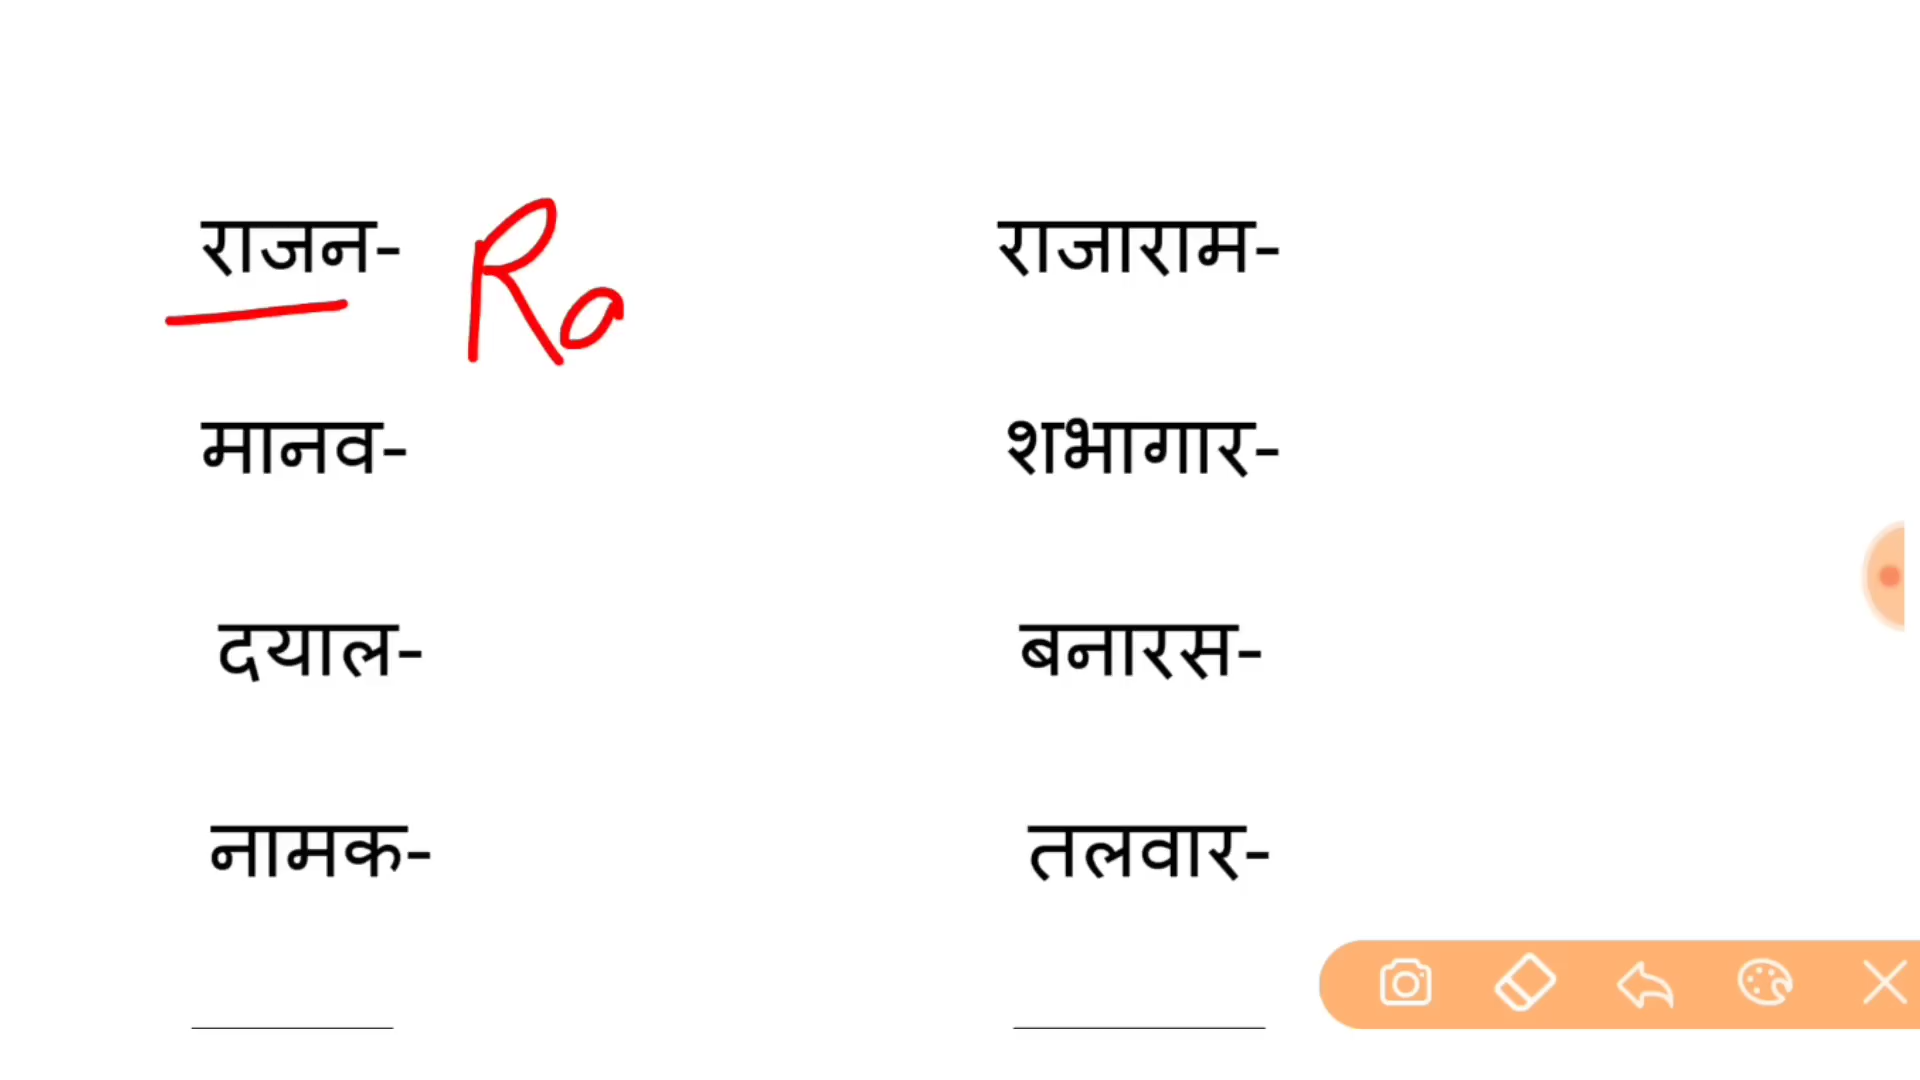 राजन- Ra राजाराम-
मानव- शभागार-
दयाल- बनारस-
नामक- तलवार-